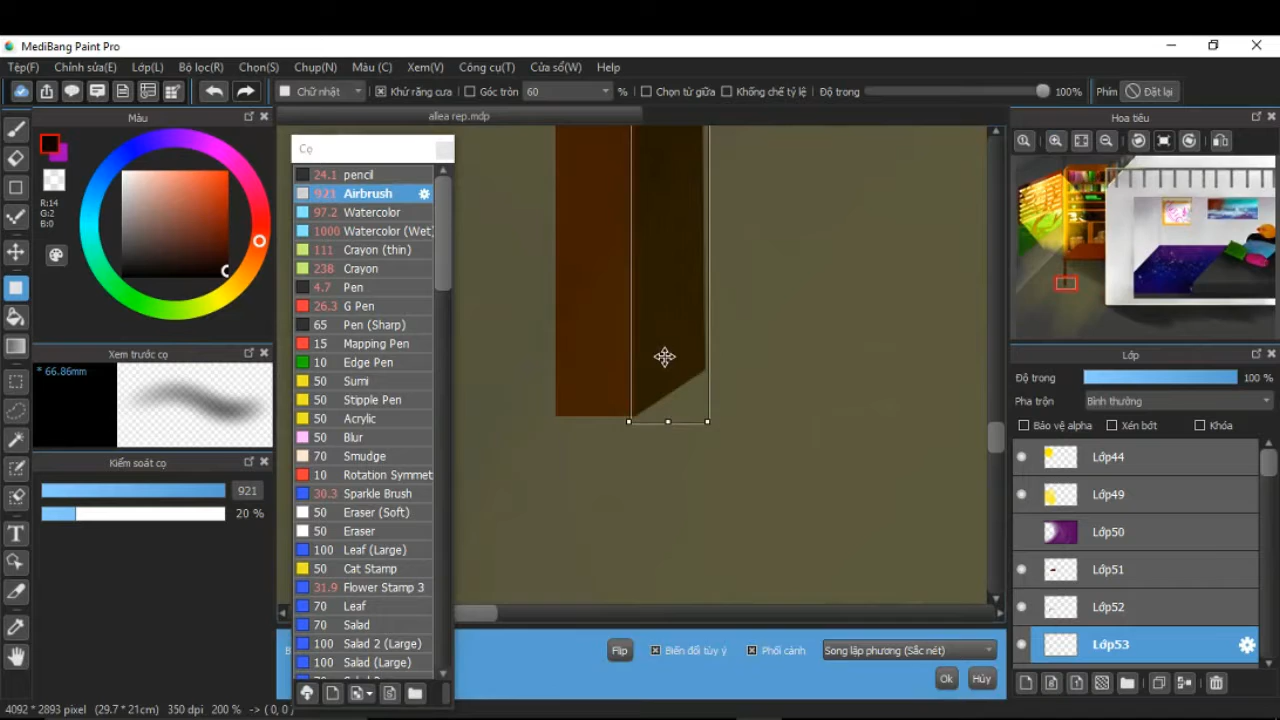 MediBang Paint Pro
Tệp(F) Chỉnh sửa(E) Lớp(L) Bộ lọc(R) Chọn(S) Chụp(N) Màu (C) Xem(V) Công cụ(T) Cửa sổ(W) Help
Chữ nhật Khử răng cưa Góc tròn 60 % Chọn từ giữa Khống chế tỷ lệ Độ trong 100% Phím Đặt lại
Màu
allea rep.mdp
Hoa tiêu
Cọ
R:14
G:2
B:0
24.1 pencil
921 Airbrush
97.2 Watercolor
1000 Watercolor (Wet)
111 Crayon (thin)
238 Crayon
4.7 Pen
26.3 G Pen
65 Pen (Sharp)
15 Mapping Pen
10 Edge Pen
50 Sumi
50 Stipple Pen
50 Acrylic
50 Blur
70 Smudge
10 Rotation Symmet
30.3 Sparkle Brush
50 Eraser (Soft)
50 Eraser
100 Leaf (Large)
50 Cat Stamp
31.9 Flower Stamp 3
70 Leaf
70 Salad
100 Salad 2 (Large)
100 Salad (Large)
Xem trước cọ
* 66.86mm
Kiểm soát cọ
921
20 %
Lớp
Độ trong 100 %
Pha trộn Bình thường
Bảo vệ alpha Xén bớt Khóa
Lớp44
Lớp49
Lớp50
Lớp51
Lớp52
Lớp53
Flip Biến đổi tùy ý Phối cảnh Song lập phương (Sắc nét)
Ok Hủy
4092 * 2893 pixel (29.7 * 21cm) 350 dpi 200 % -> ( 0, 0 )